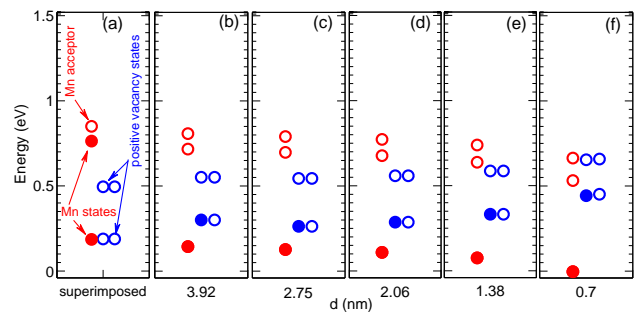 (a) (b) (c) (d) (e) (f)
1.5
1
0.5
0
Energy (eV)
Mn acceptor
positive vacancy states
Mn states
superimposed 3.92 2.75 2.06 1.38 0.7
d (nm)